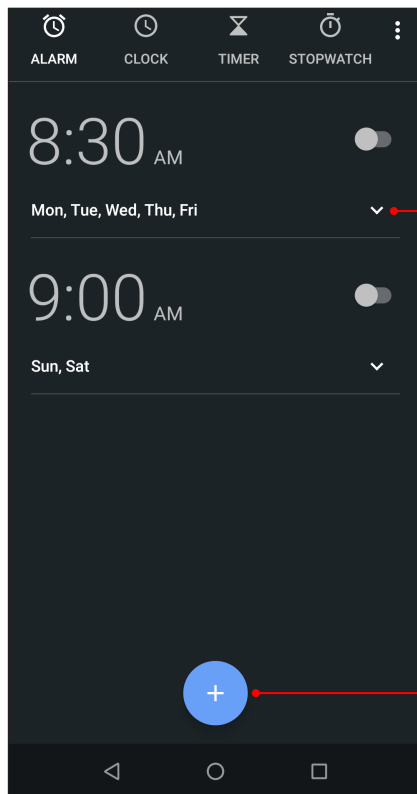 ALARM CLOCK TIMER STOPWATCH
8:30 AM
Mon, Tue, Wed, Thu, Fri
9:00 AM
Sun, Sat